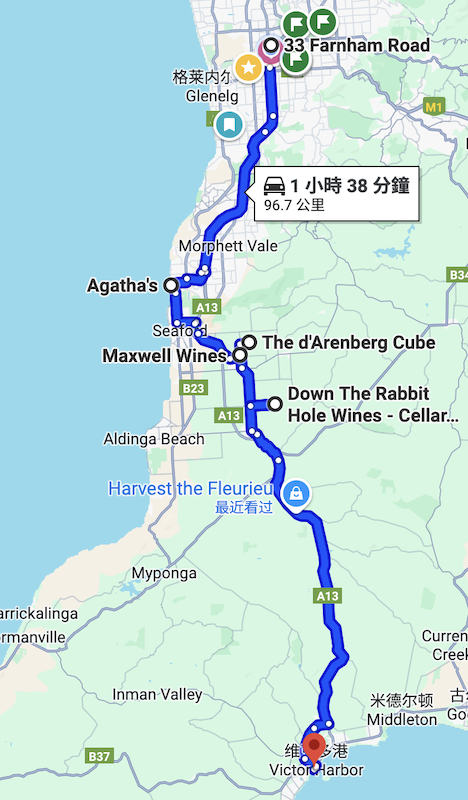 33 Farnham Road
格莱内尔
Glenelg
M1
1 小時 38 分鐘
96.7 公里
Morphett Vale
B34
Agatha's
A13
Seaford
Maxwell Wines
The d'Arenberg Cube
B23
Down The Rabbit
Hole Wines - Cellar...
A13
Aldinga Beach
Harvest the Fleurieu
最近看过
Myponga
A13
arrickalinga
ormanville
Curren
Creek
Inman Valley
米德尔顿
Middleton
古
Go
B37
维多港
Victor Harbor